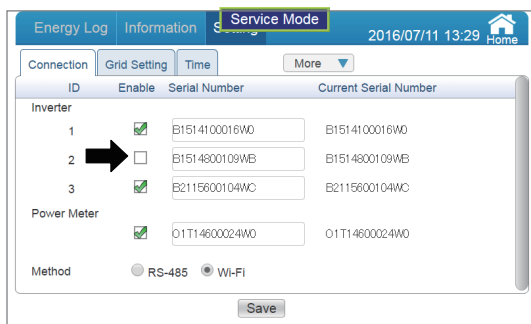 Service Mode
Energy Log Information Setting 2016/07/11 13:29 Home
Connection Grid Setting Time More
ID Enable Serial Number Current Serial Number
Inverter
1 B1514100016W0 B1514100016W0
2 B1514800109WB B1514800109WB
3 B2115600104WC B2115600104WC
Power Meter
O1T14600024W0 O1T14600024W0
Method RS-485 Wi-Fi
Save